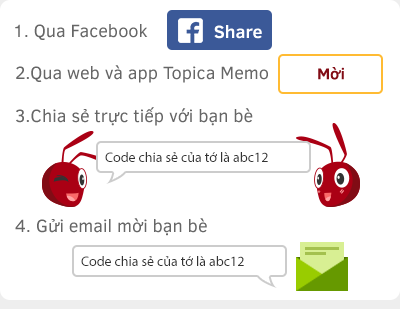 1. Qua Facebook
Share
2.Qua web và app Topica Memo
Mời
3.Chia sẻ trực tiếp với bạn bè
Code chia sẻ của tớ là abc12
4. Gửi email mời bạn bè
Code chia sẻ của tớ là abc12